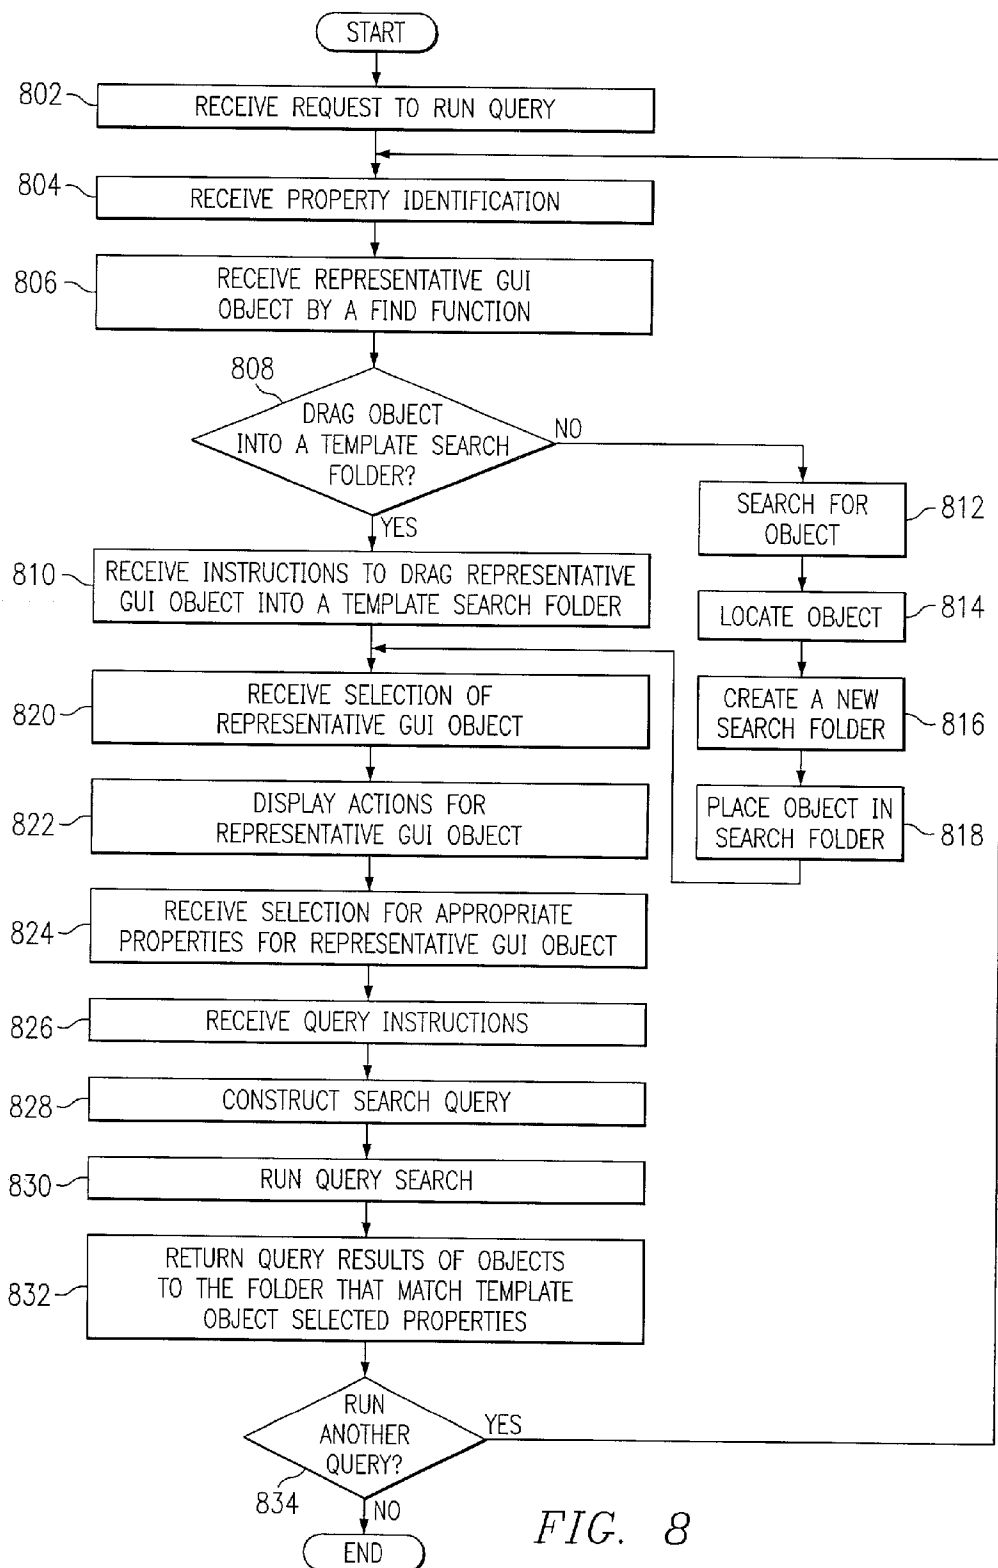 START
802
RECEIVE REQUEST TO RUN QUERY
804
RECEIVE PROPERTY IDENTIFICATION
806
RECEIVE REPRESENTATIVE GUI
OBJECT BY A FIND FUNCTION
808
DRAG OBJECT
INTO A TEMPLATE SEARCH
FOLDER?
NO
YES
SEARCH FOR
OBJECT
812
LOCATE OBJECT
814
CREATE A NEW
SEARCH FOLDER
816
PLACE OBJECT IN
SEARCH FOLDER
818
810
RECEIVE INSTRUCTIONS TO DRAG REPRESENTATIVE
GUI OBJECT INTO A TEMPLATE SEARCH FOLDER
820
RECEIVE SELECTION OF
REPRESENTATIVE GUI OBJECT
822
DISPLAY ACTIONS FOR
REPRESENTATIVE GUI OBJECT
824
RECEIVE SELECTION FOR APPROPRIATE
PROPERTIES FOR REPRESENTATIVE GUI OBJECT
826
RECEIVE QUERY INSTRUCTIONS
828
CONSTRUCT SEARCH QUERY
830
RUN QUERY SEARCH
832
RETURN QUERY RESULTS OF OBJECTS
TO THE FOLDER THAT MATCH TEMPLATE
OBJECT SELECTED PROPERTIES
RUN
ANOTHER
QUERY?
YES
834
NO
END
FIG. 8